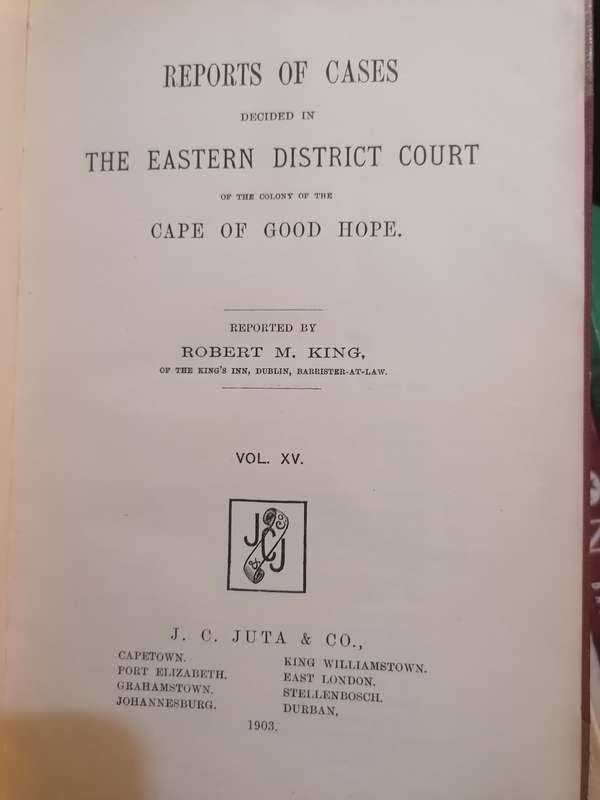 REPORTS OF CASES
DECIDED IN
THE EASTERN DISTRICT COURT
OF THE COLONY OF THE
CAPE OF GOOD HOPE.
REPORTED BY
ROBERT M. KING,
OF THE KING'S INN, DUBLIN, BARRISTER-AT-LAW.
VOL. XV.
JCJ
& Co
J. C. JUTA & CO.,
CAPETOWN.
PORT ELIZABETH.
GRAHAMSTOWN.
JOHANNESBURG.
KING WILLIAMSTOWN.
EAST LONDON.
STELLENBOSCH.
DURBAN.
1903.